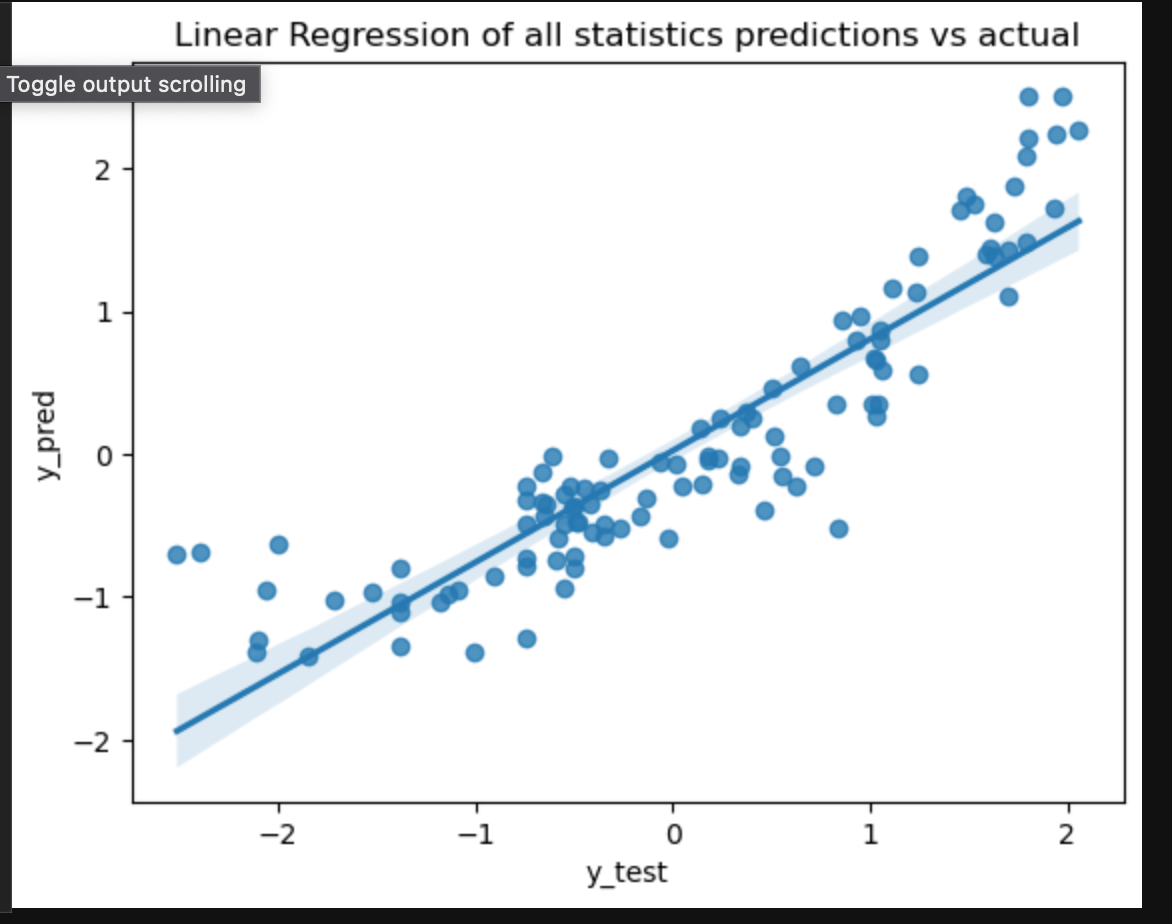 Linear Regression of all statistics predictions vs actual
Toggle output scrolling
2
1
0
−1
−2
y_pred
−2
−1
0
1
2
y_test